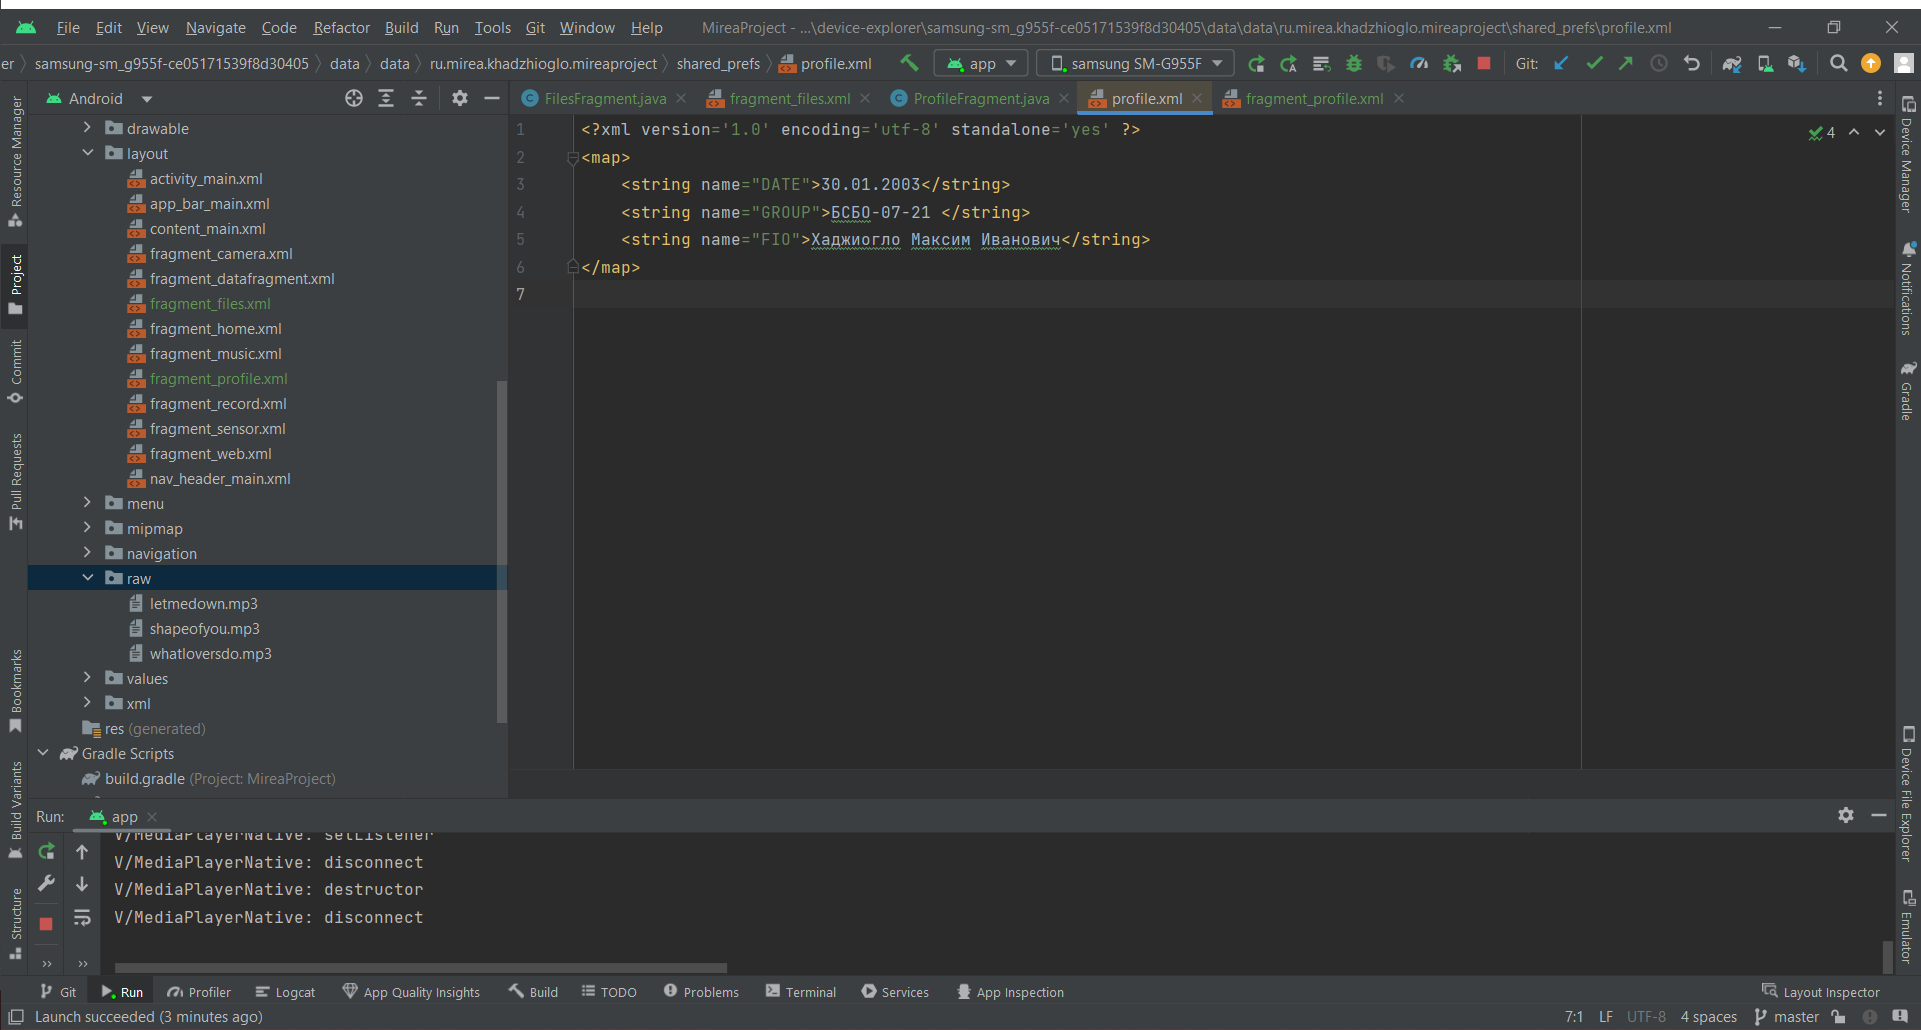 File Edit View Navigate Code Refactor Build Run Tools Git Window Help MireaProject - ...\device-explorer\samsung-sm_g955f-ce05171539f8d30405\data\data\ru.mirea.khadzhioglo.mireaproject\shared_prefs\profile.xml
er samsung-sm_g955f-ce05171539f8d30405 data data ru.mirea.khadzhioglo.mireaproject shared_prefs profile.xml app samsung SM-G955F Git:
Android
FilesFragment.java fragment_files.xml ProfileFragment.java profile.xml fragment_profile.xml
drawable
layout
activity_main.xml
app_bar_main.xml
content_main.xml
fragment_camera.xml
fragment_datafragment.xml
fragment_files.xml
fragment_home.xml
fragment_music.xml
fragment_profile.xml
fragment_record.xml
fragment_sensor.xml
fragment_web.xml
nav_header_main.xml
menu
mipmap
navigation
raw
letmedown.mp3
shapeofyou.mp3
whatloversdo.mp3
values
xml
res (generated)
Gradle Scripts
build.gradle (Project: MireaProject)
1 <?xml version='1.0' encoding='utf-8' standalone='yes' ?>
2 <map>
3 <string name="DATE">30.01.2003</string>
4 <string name="GROUP">БСБО-07-21 </string>
5 <string name="FIO">Хаджиогло Максим Иванович</string>
6 </map>
7
4
Resource Manager
Project
Commit
Pull Requests
Bookmarks
Build Variants
Structure
Device Manager
Notifications
Gradle
Device File Explorer
Emulator
Run: app
V/MediaPlayerNative: setListener
V/MediaPlayerNative: disconnect
V/MediaPlayerNative: destructor
V/MediaPlayerNative: disconnect
Git Run Profiler Logcat App Quality Insights Build TODO Problems Terminal Services App Inspection Layout Inspector
Launch succeeded (3 minutes ago) 7:1 LF UTF-8 4 spaces master